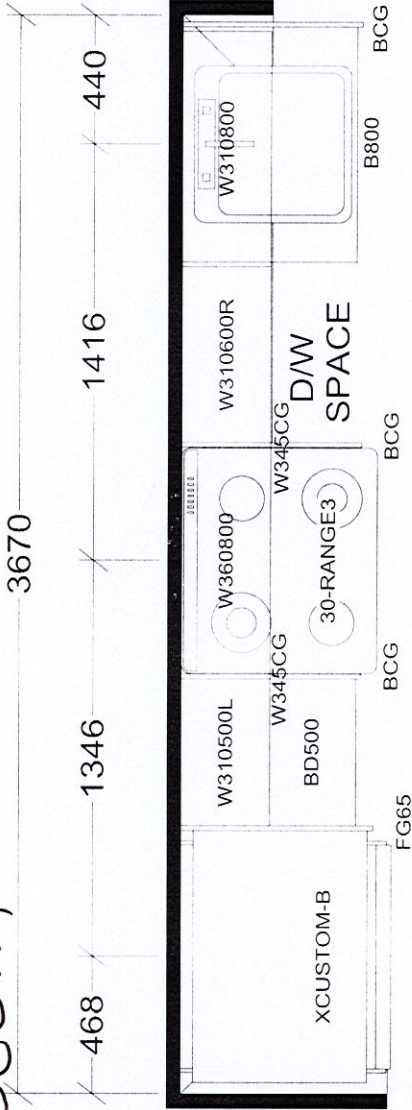 3670
468
1346
1416
440
W310500L
W360800
W310600R
W310800
W345CG
W345CG
XCUSTOM-B
BD500
30-RANGE3
D/W
SPACE
FG65
BCG
BCG
B800
BCG